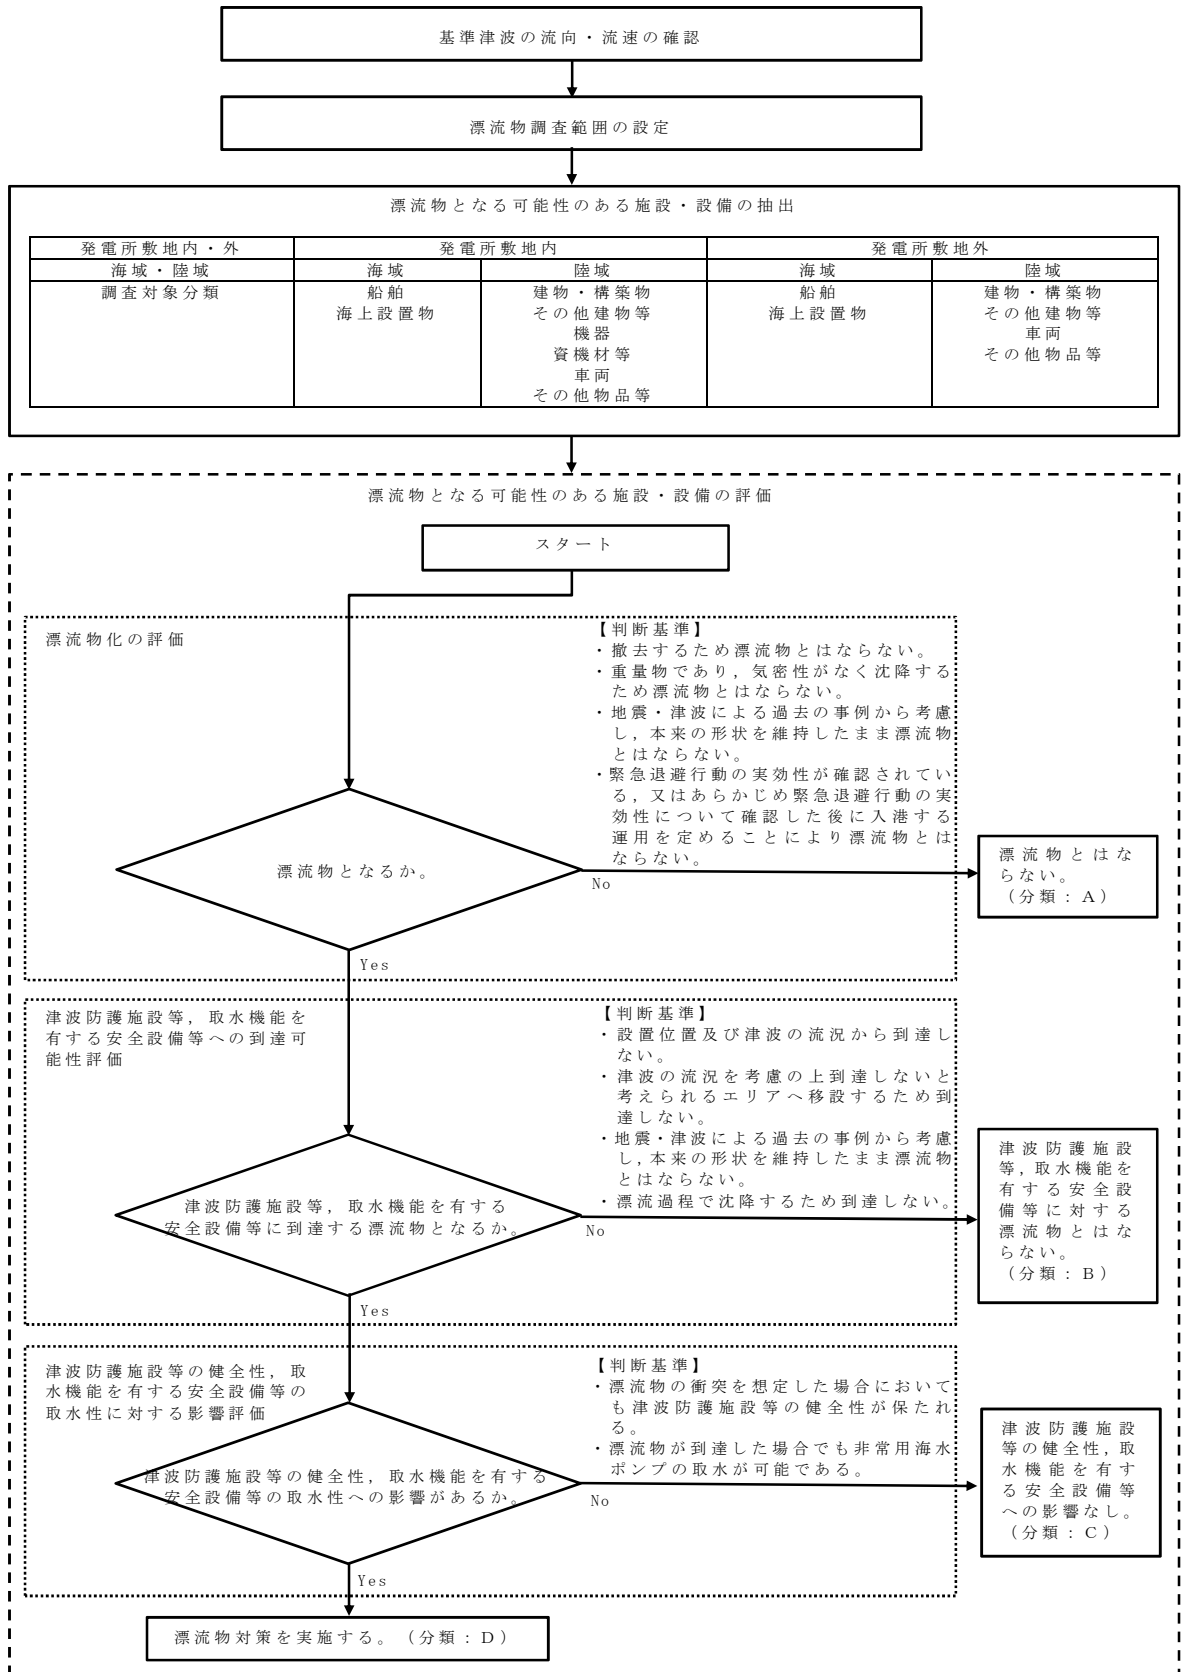 基準津波の流向・流速の確認
漂流物調査範囲の設定
漂流物となる可能性のある施設・設備の抽出
発電所敷地内・外 発電所敷地内 発電所敷地外
海域・陸域 海域 陸域 海域 陸域
調査対象分類 船舶 建物・構築物 船舶 建物・構築物
海上設置物 その他建物等 海上設置物 その他建物等
機器 車両
資機材等 その他物品等
車両
その他物品等
漂流物となる可能性のある施設・設備の評価
スタート
漂流物化の評価
【判断基準】
・撤去するため漂流物とはならない。
・重量物であり，気密性がなく沈降する
ため漂流物とはならない。
・地震・津波による過去の事例から考慮
し，本来の形状を維持したまま漂流物
とはならない。
・緊急退避行動の実効性が確認されてい
る，又はあらかじめ緊急退避行動の実
効性について確認した後に入港する
運用を定めることにより漂流物とは
ならない。
漂流物となるか。
No
漂流物とはな
らない。
（分類：A）
Yes
津波防護施設等，取水機能を
有する安全設備等への到達可
能性評価
【判断基準】
・設置位置及び津波の流況から到達し
ない。
・津波の流況を考慮の上到達しないと
考えられるエリアへ移設するため到
達しない。
・地震・津波による過去の事例から考慮
し，本来の形状を維持したまま漂流物
とはならない。
・漂流過程で沈降するため到達しない。
津波防護施設等，取水機能を有する
安全設備等に到達する漂流物となるか。
No
津波防護施設
等，取水機能を
有する安全設
備等に対する
漂流物とはな
らない。
（分類：B）
Yes
津波防護施設等の健全性，取
水機能を有する安全設備等の
取水性に対する影響評価
【判断基準】
・漂流物の衝突を想定した場合において
も津波防護施設等の健全性が保たれ
る。
・漂流物が到達した場合でも非常用海水
ポンプの取水が可能である。
津波防護施設等の健全性，取水機能を有する
安全設備等の取水性への影響があるか。
No
津波防護施設
等の健全性，取
水機能を有す
る安全設備等
への影響なし。
（分類：C）
Yes
漂流物対策を実施する。（分類：D）